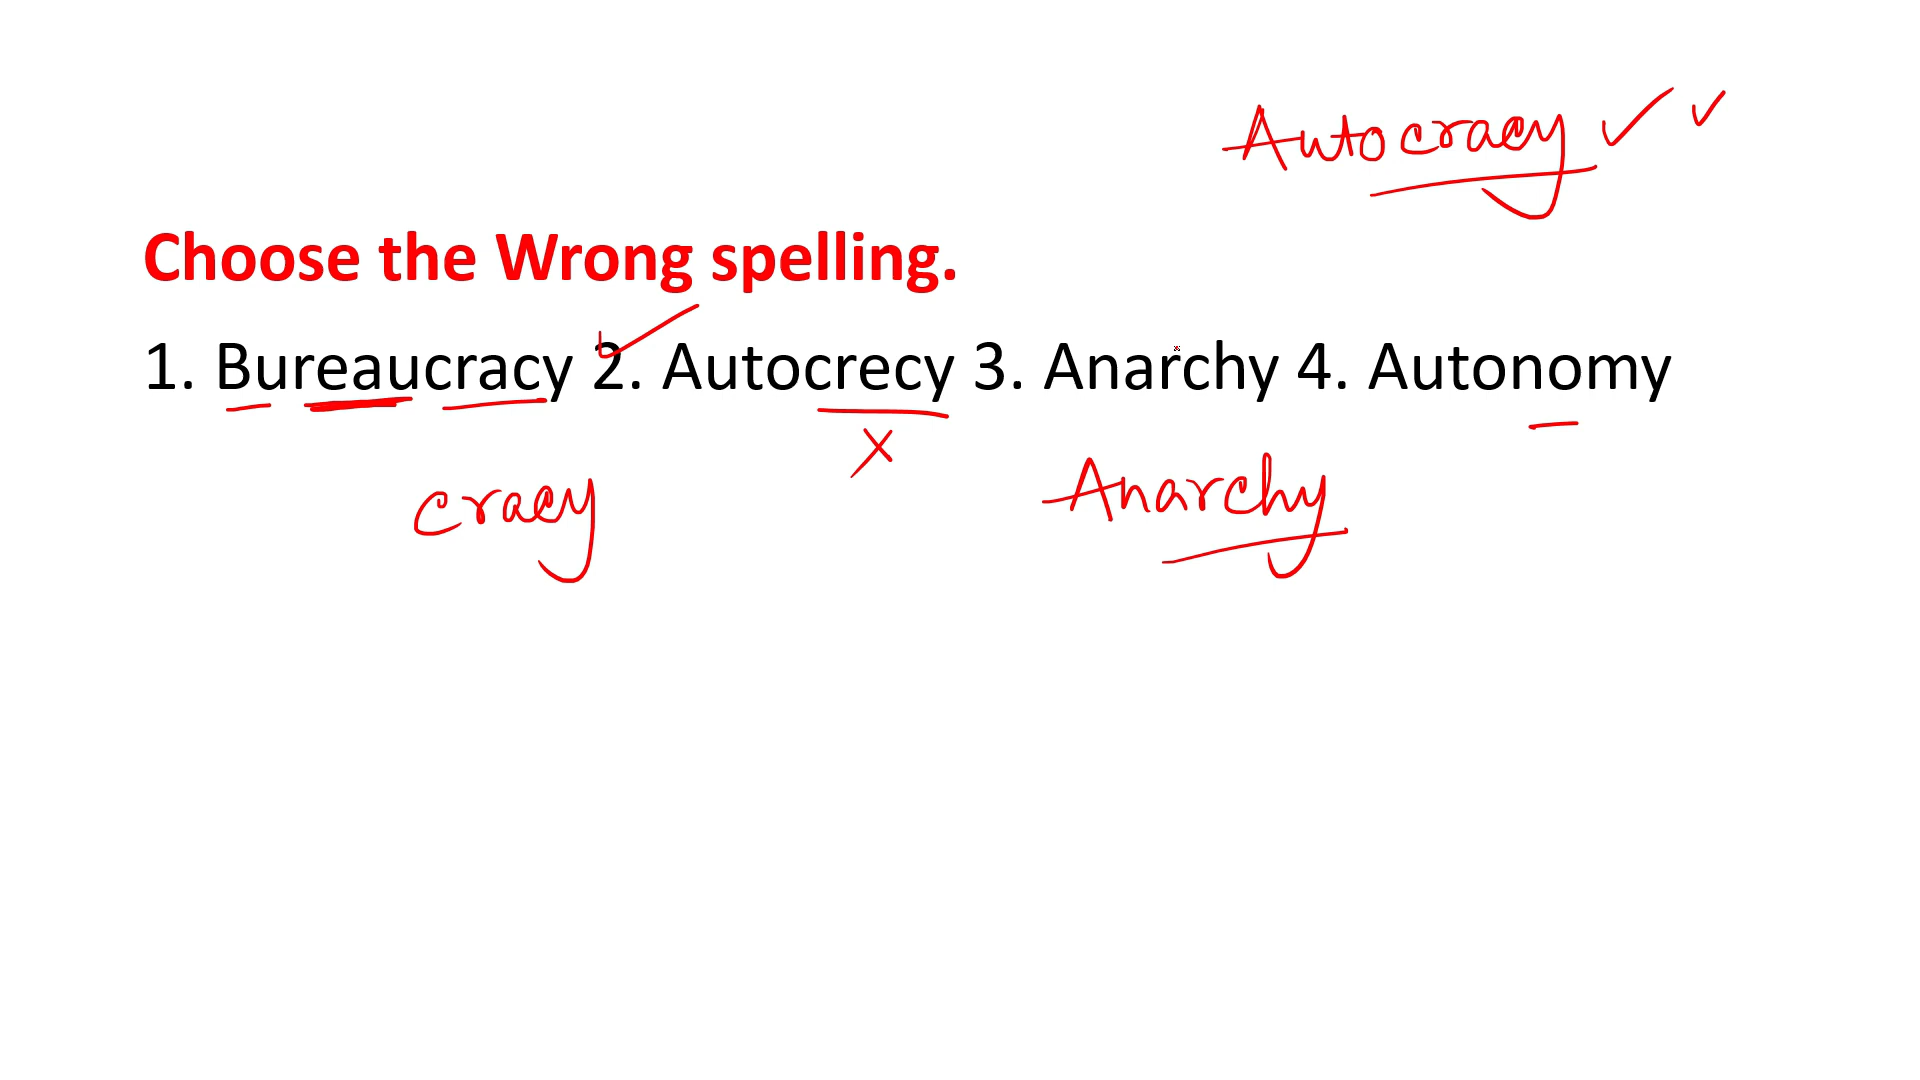 Autocracy
Choose the Wrong spelling.
1. Bureaucracy 2. Autocrecy 3. Anarchy 4. Autonomy
cracy
Anarchy